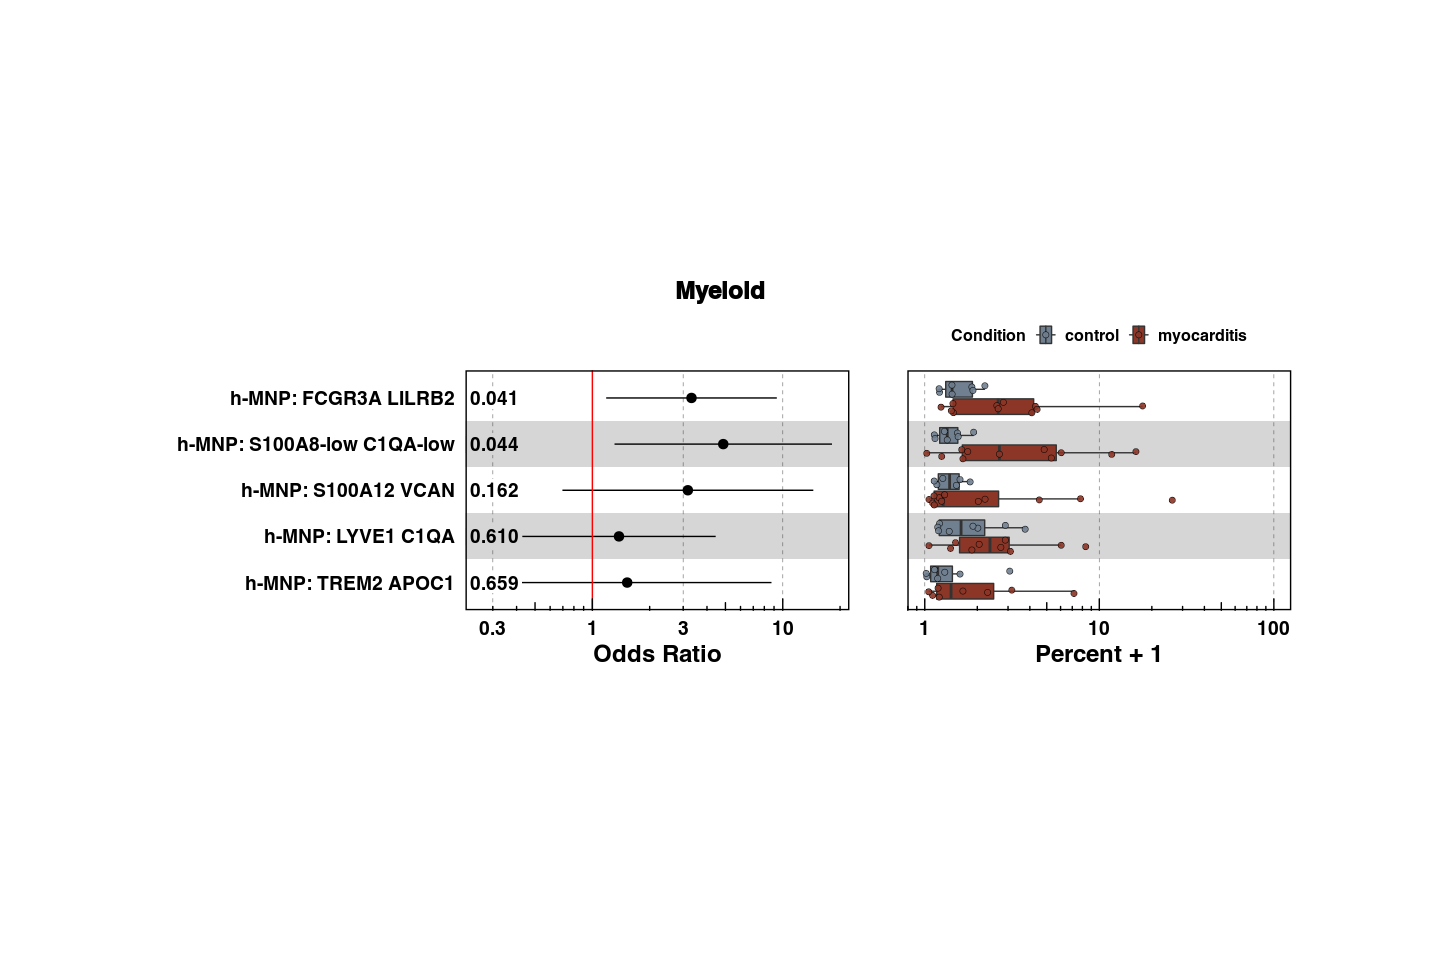 Myeloid
Condition control myocarditis
h-MNP: FCGR3A LILRB2 0.041
h-MNP: S100A8-low C1QA-low 0.044
h-MNP: S100A12 VCAN 0.162
h-MNP: LYVE1 C1QA 0.610
h-MNP: TREM2 APOC1 0.659
0.3 1 3 10
Odds Ratio
1 10 100
Percent + 1